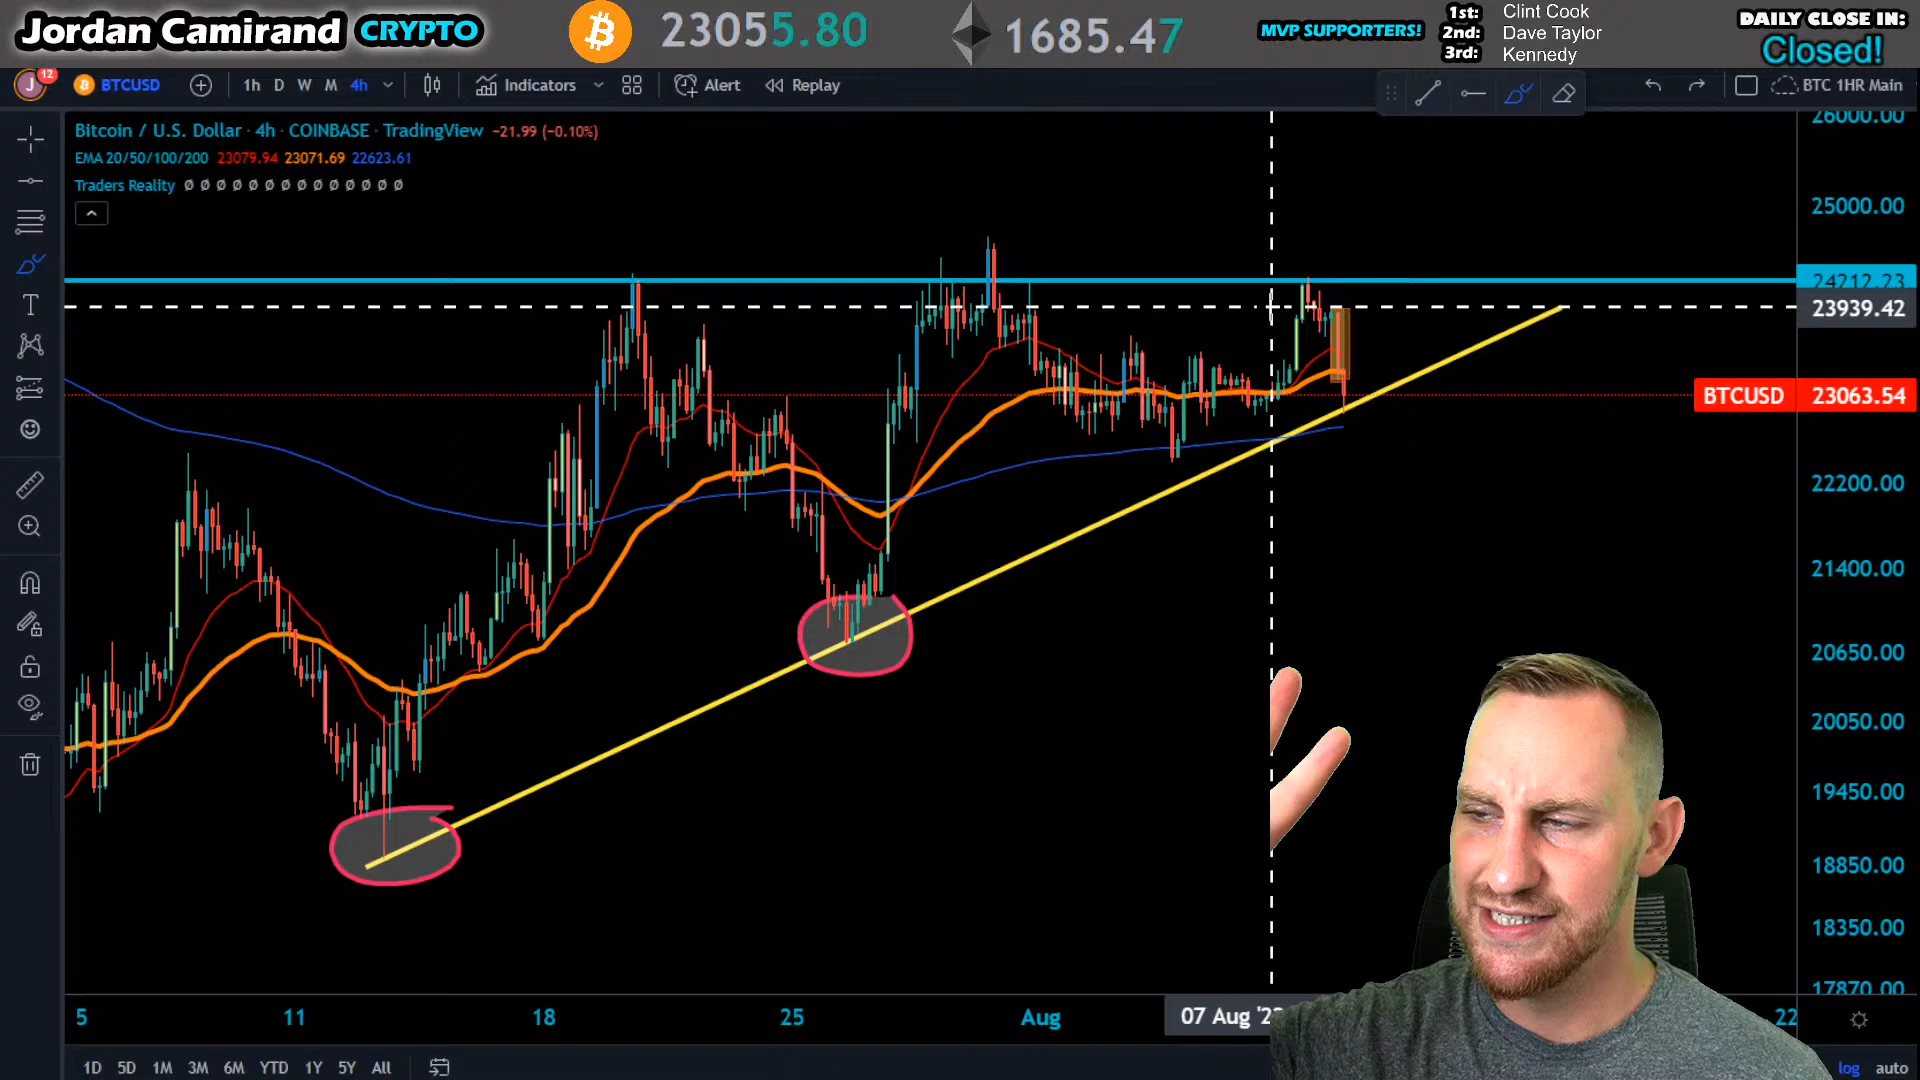 Jordan Camirand CRYPTO
23055.80
1685.47
MVP SUPPORTERS!
1st: Clint Cook
2nd: Dave Taylor
3rd: Kennedy
DAILY CLOSE IN:
Closed!
J 12
BTCUSD
1h D W M 4h
Indicators
Alert
Replay
BTC 1HR Main
Bitcoin / U.S. Dollar · 4h · COINBASE · TradingView −21.99 (−0.10%)
EMA 20/50/100/200 23079.94 23071.69 22623.61
Traders Reality ø ø ø ø ø ø ø ø ø ø ø ø ø ø
26000.00
25000.00
24212.23
23939.42
BTCUSD 23063.54
22200.00
21400.00
20650.00
20050.00
19450.00
18850.00
18350.00
17870.00
5 11 18 25 Aug 07 Aug '22 22
1D 5D 1M 3M 6M YTD 1Y 5Y All
log auto